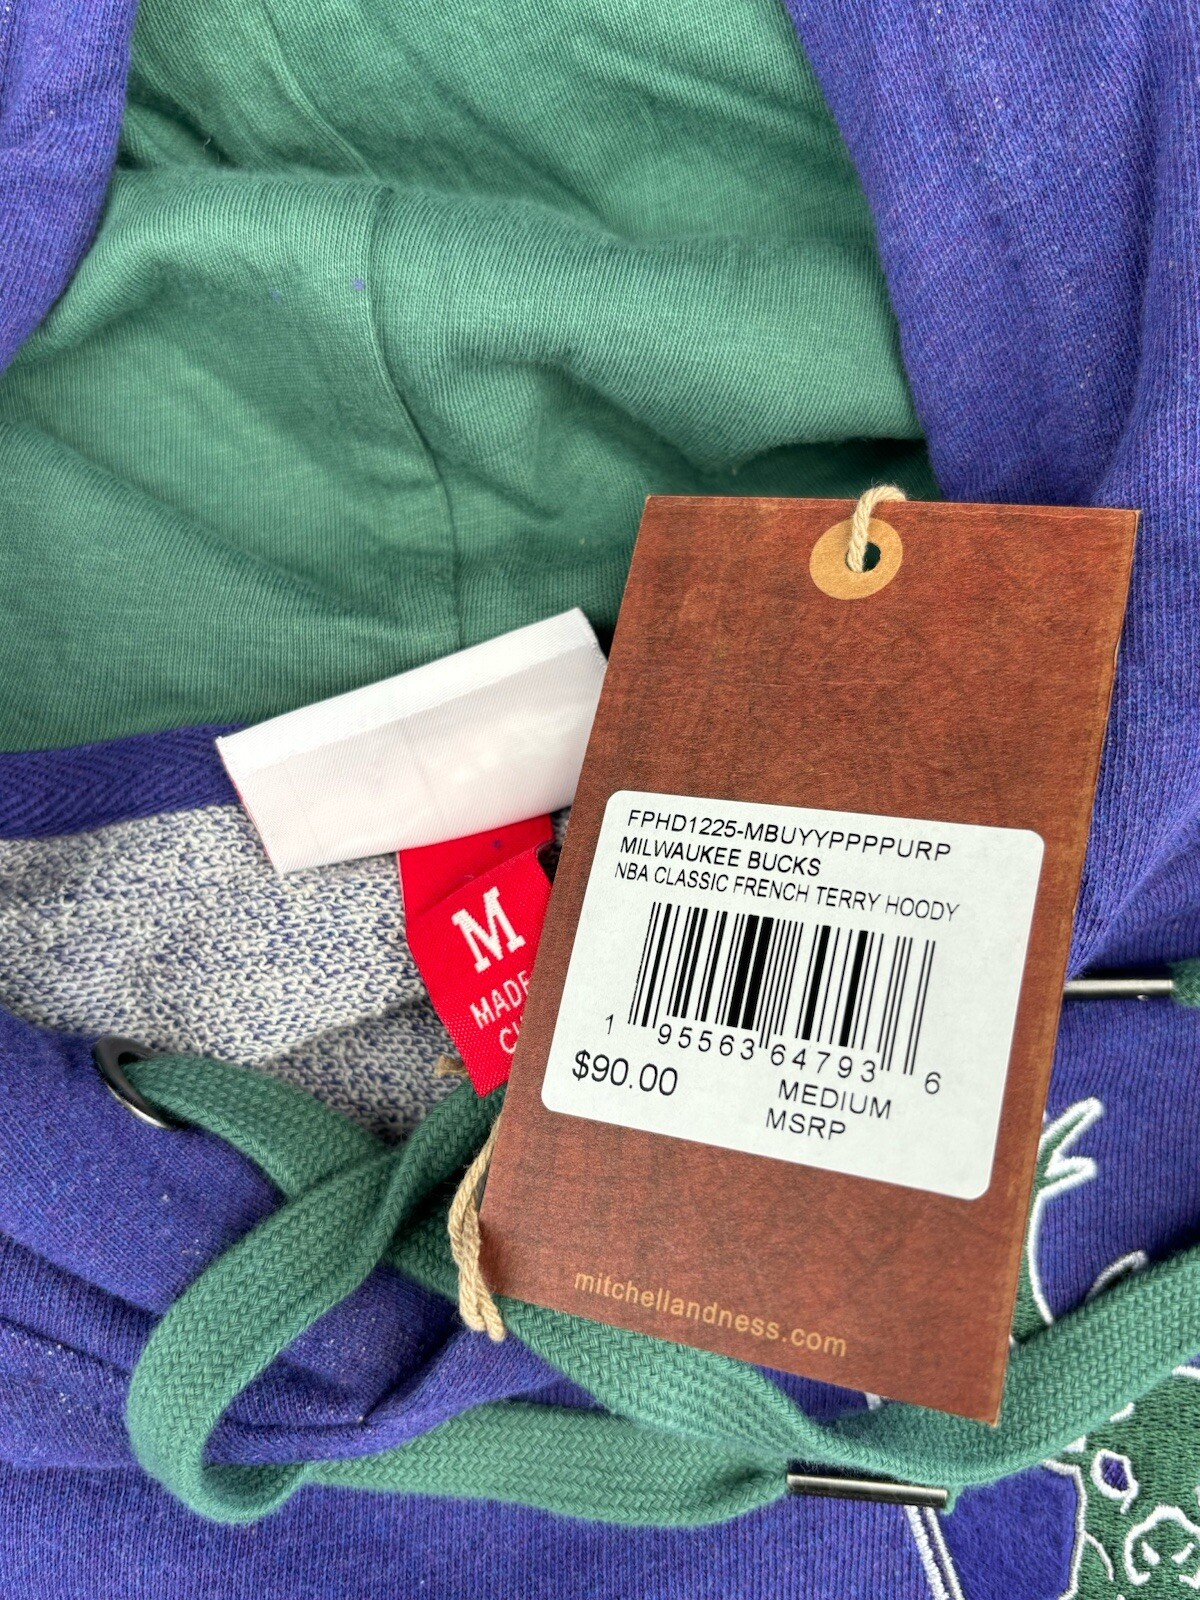 FPHD1225-MBUYYPPPPURP
MILWAUKEE BUCKS
NBA CLASSIC FRENCH TERRY HOODY
1 95563 64793 6
$90.00
MEDIUM
MSRP
mitchellandness.com
M
MADE